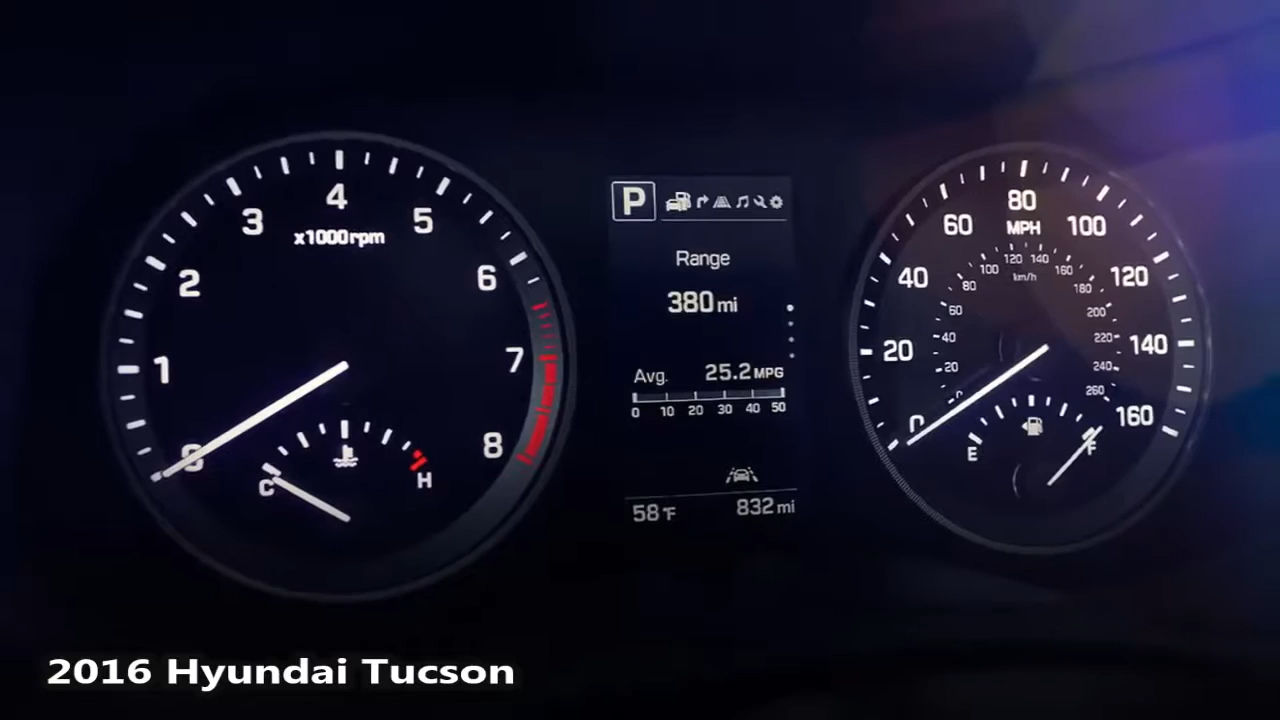 0 1 2 3 4 5 6 7 8
x1000rpm
C H
P
Range
380 mi
Avg. 25.2 MPG
0 10 20 30 40 50
58°F 832 mi
0 20 40 60 80 100 120 140 160
MPH
0 20 40 60 80 100 120 140 160 180 200 220 240 260
km/h
E F
2016 Hyundai Tucson